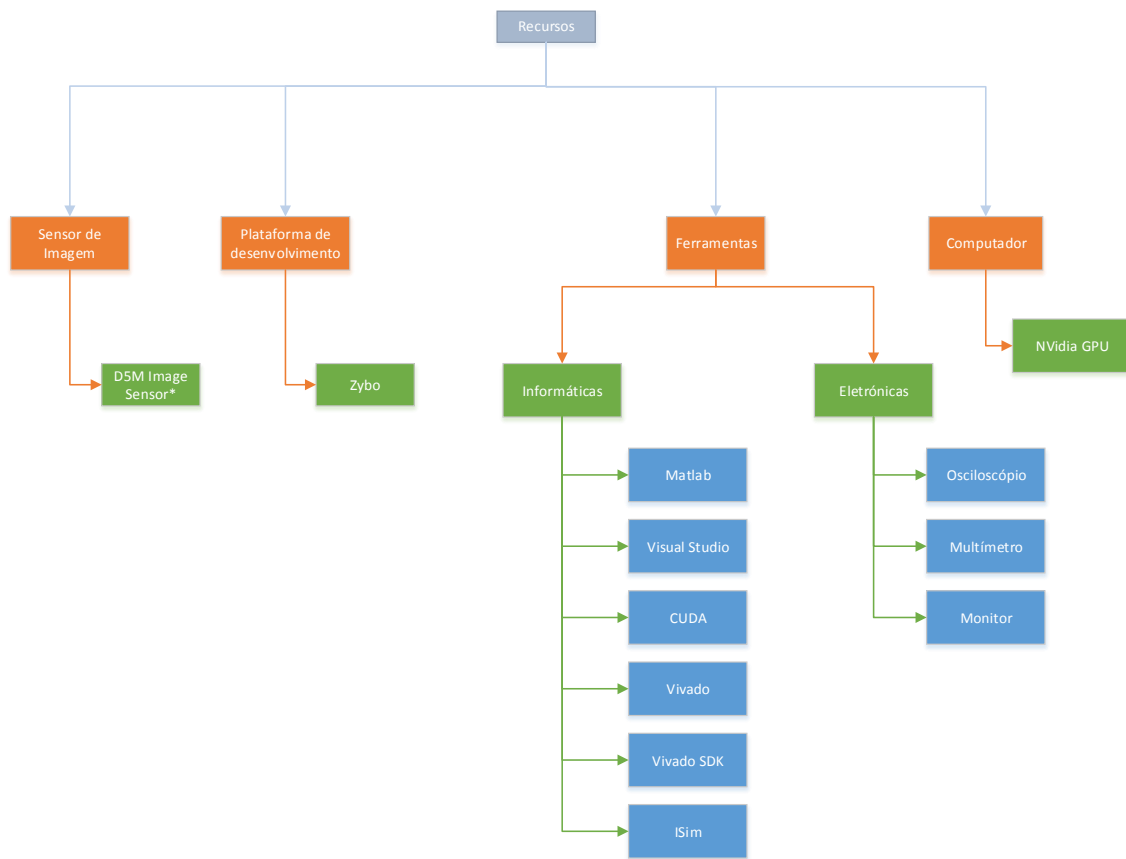 Recursos
Sensor de
Imagem
Plataforma de
desenvolvimento
Ferramentas
Computador
NVidia GPU
D5M Image
Sensor*
Zybo
Informáticas
Eletrónicas
Matlab
Osciloscópio
Visual Studio
Multímetro
CUDA
Monitor
Vivado
Vivado SDK
ISim